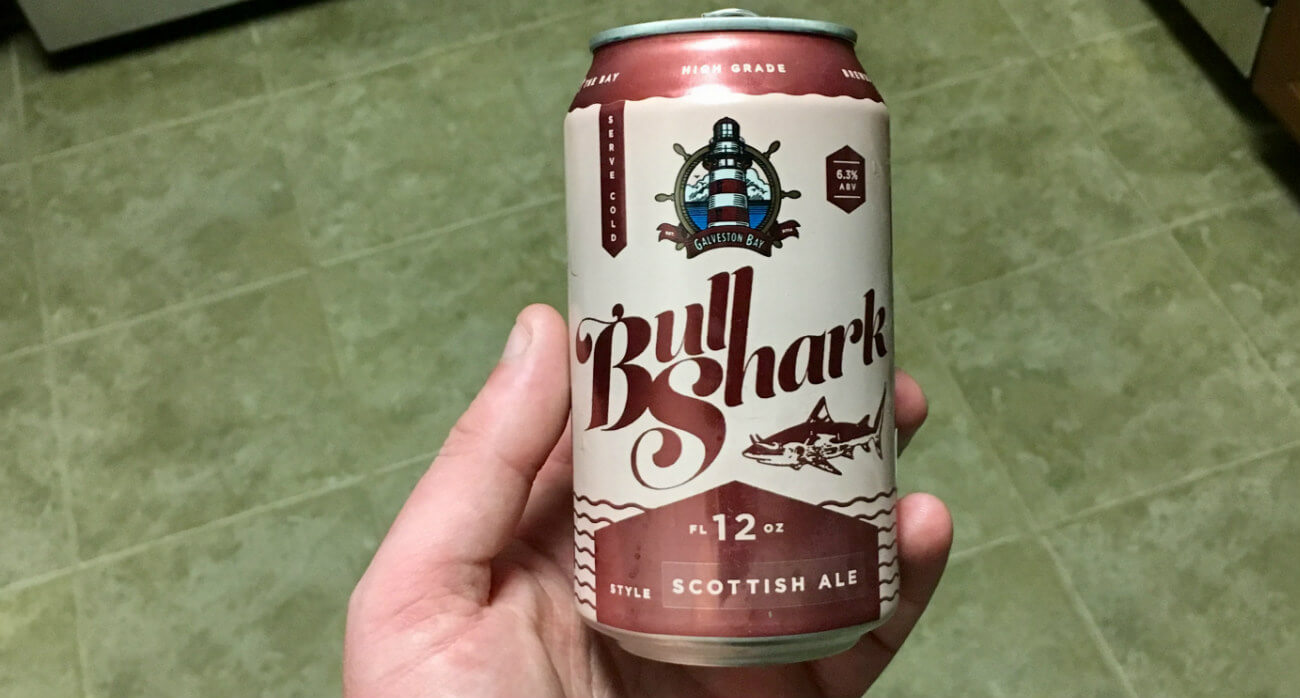 THE BAY
HIGH GRADE
SERVE COLD
6.3%
ABV
GALVESTON BAY
Bull
Shark
FL 12 OZ
STYLE SCOTTISH ALE